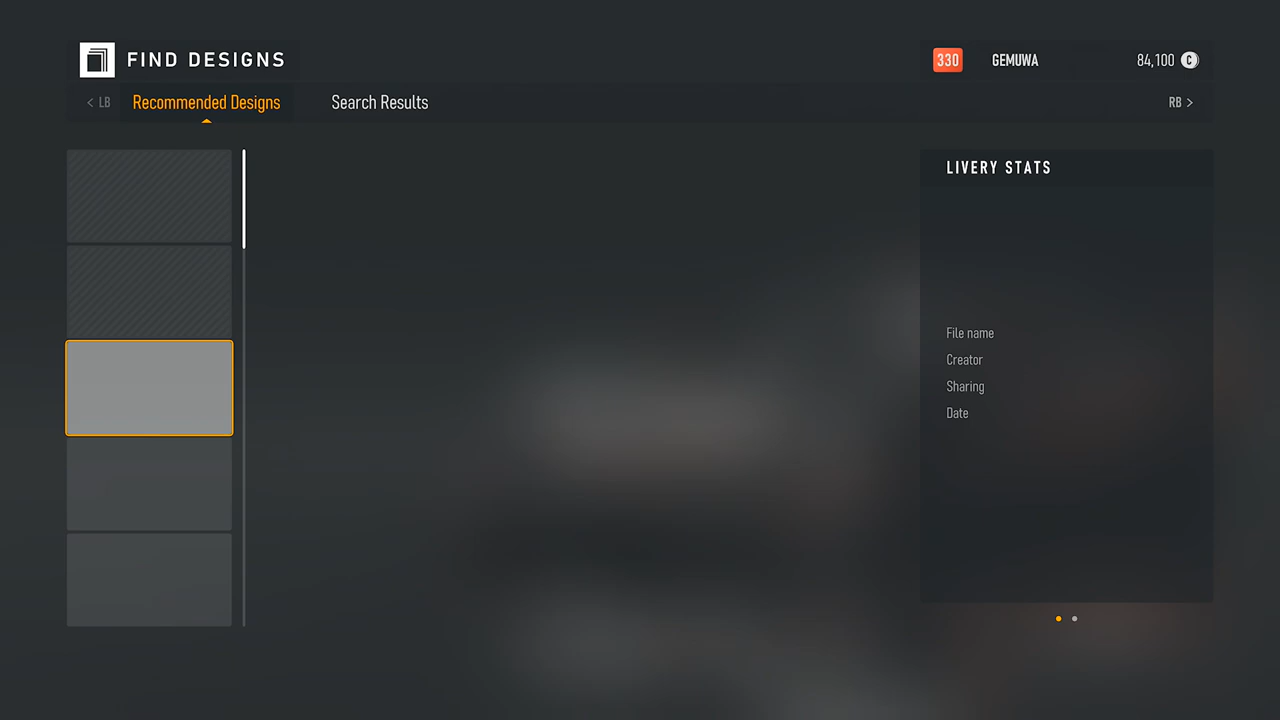 FIND DESIGNS
330 GEMUWA 84,100 C
< LB Recommended Designs Search Results RB >
LIVERY STATS
File name
Creator
Sharing
Date